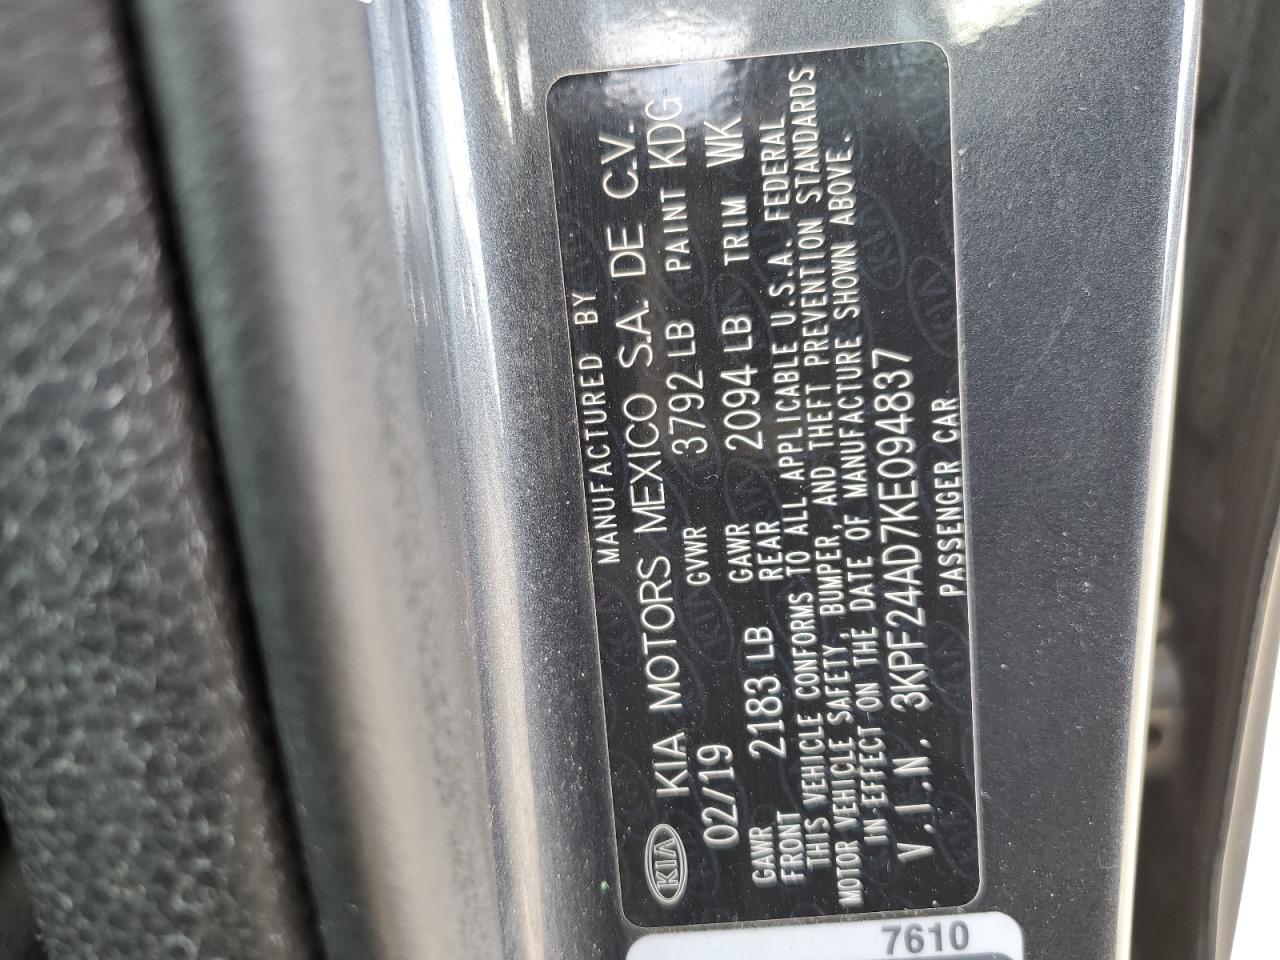 MANUFACTURED BY
KIA KIA MOTORS MEXICO S.A. DE C.V.
02/19 GVWR 3792 LB PAINT KDG
GAWR FRONT 2183 LB GAWR REAR 2094 LB TRIM WK
THIS VEHICLE CONFORMS TO ALL APPLICABLE U.S.A. FEDERAL
MOTOR VEHICLE SAFETY, BUMPER, AND THEFT PREVENTION STANDARDS
IN EFFECT ON THE DATE OF MANUFACTURE SHOWN ABOVE.
V.I.N. 3KPF24AD7KE094837
PASSENGER CAR
7610